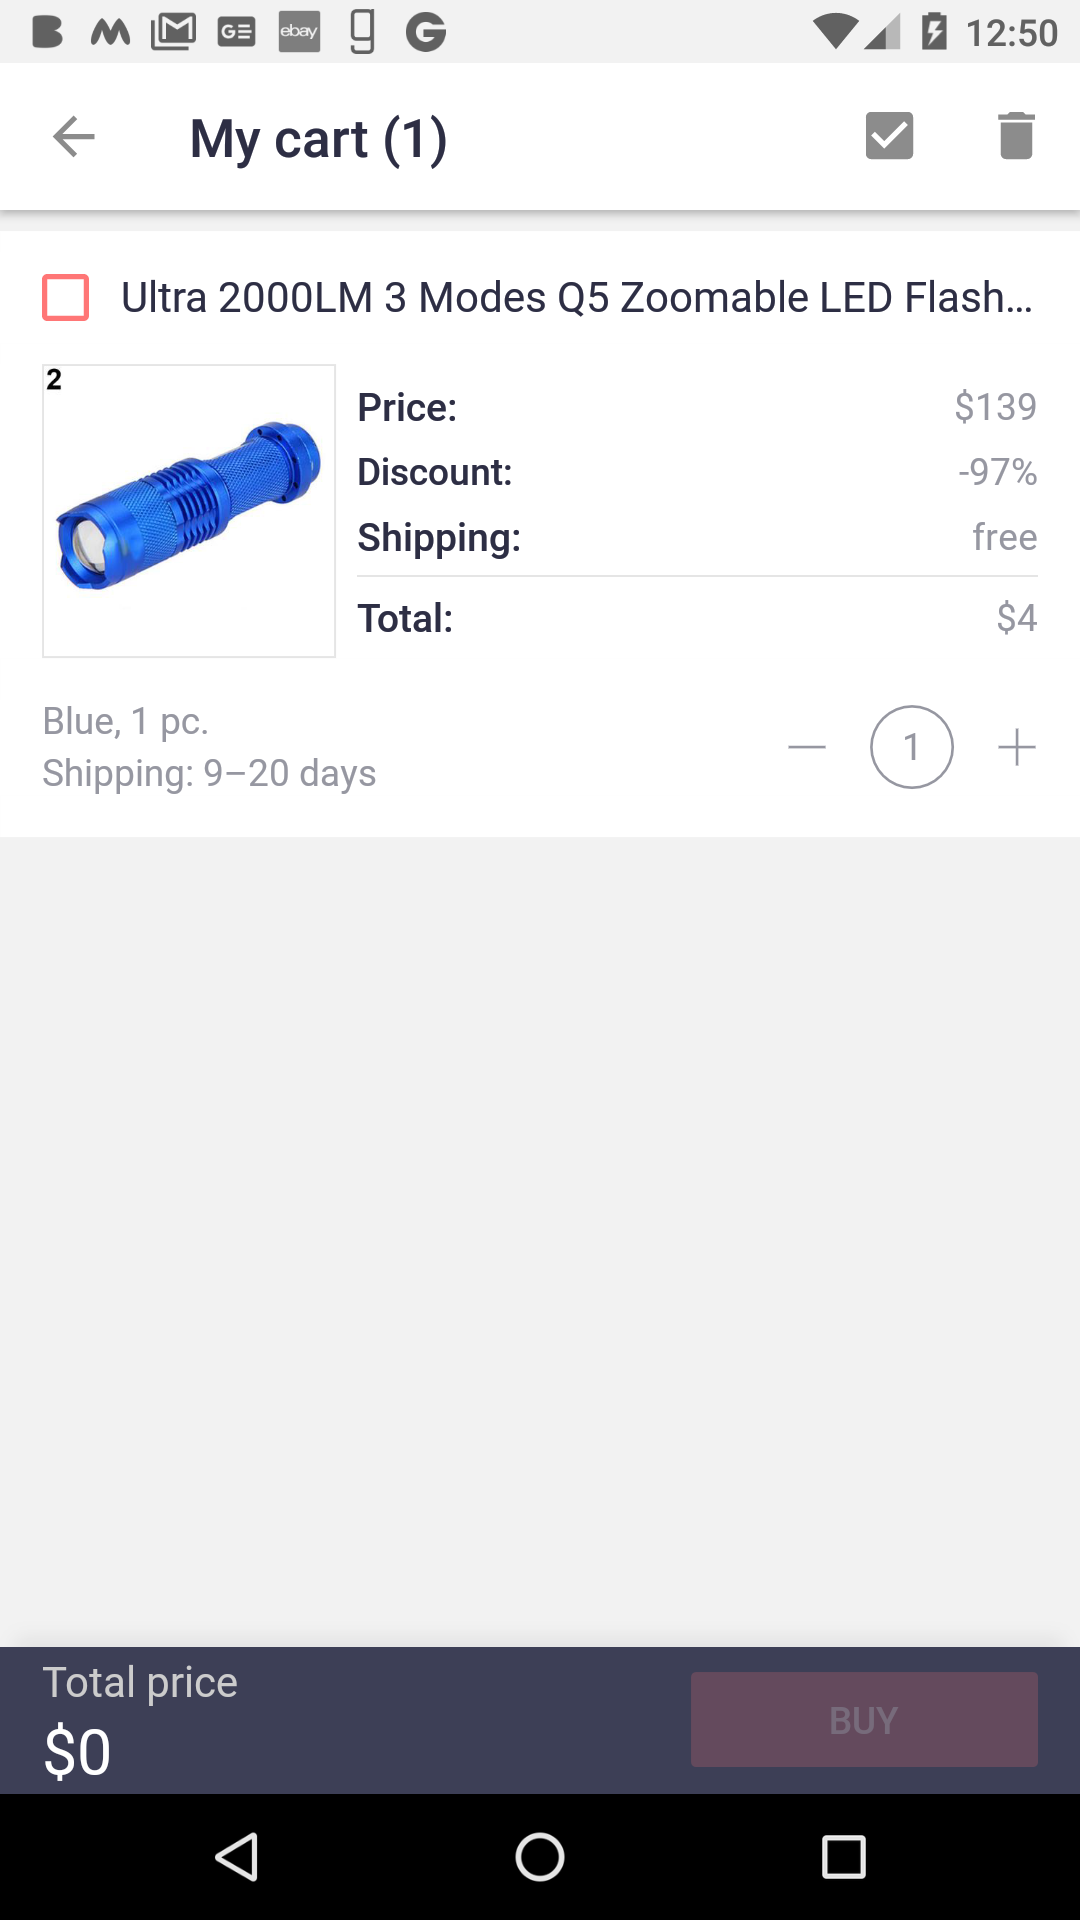 GE ebay g G 12:50
My cart (1)
Ultra 2000LM 3 Modes Q5 Zoomable LED Flash...
2
Price: $139
Discount: -97%
Shipping: free
Total: $4
Blue, 1 pc.
Shipping: 9–20 days
1
Total price
$0
BUY